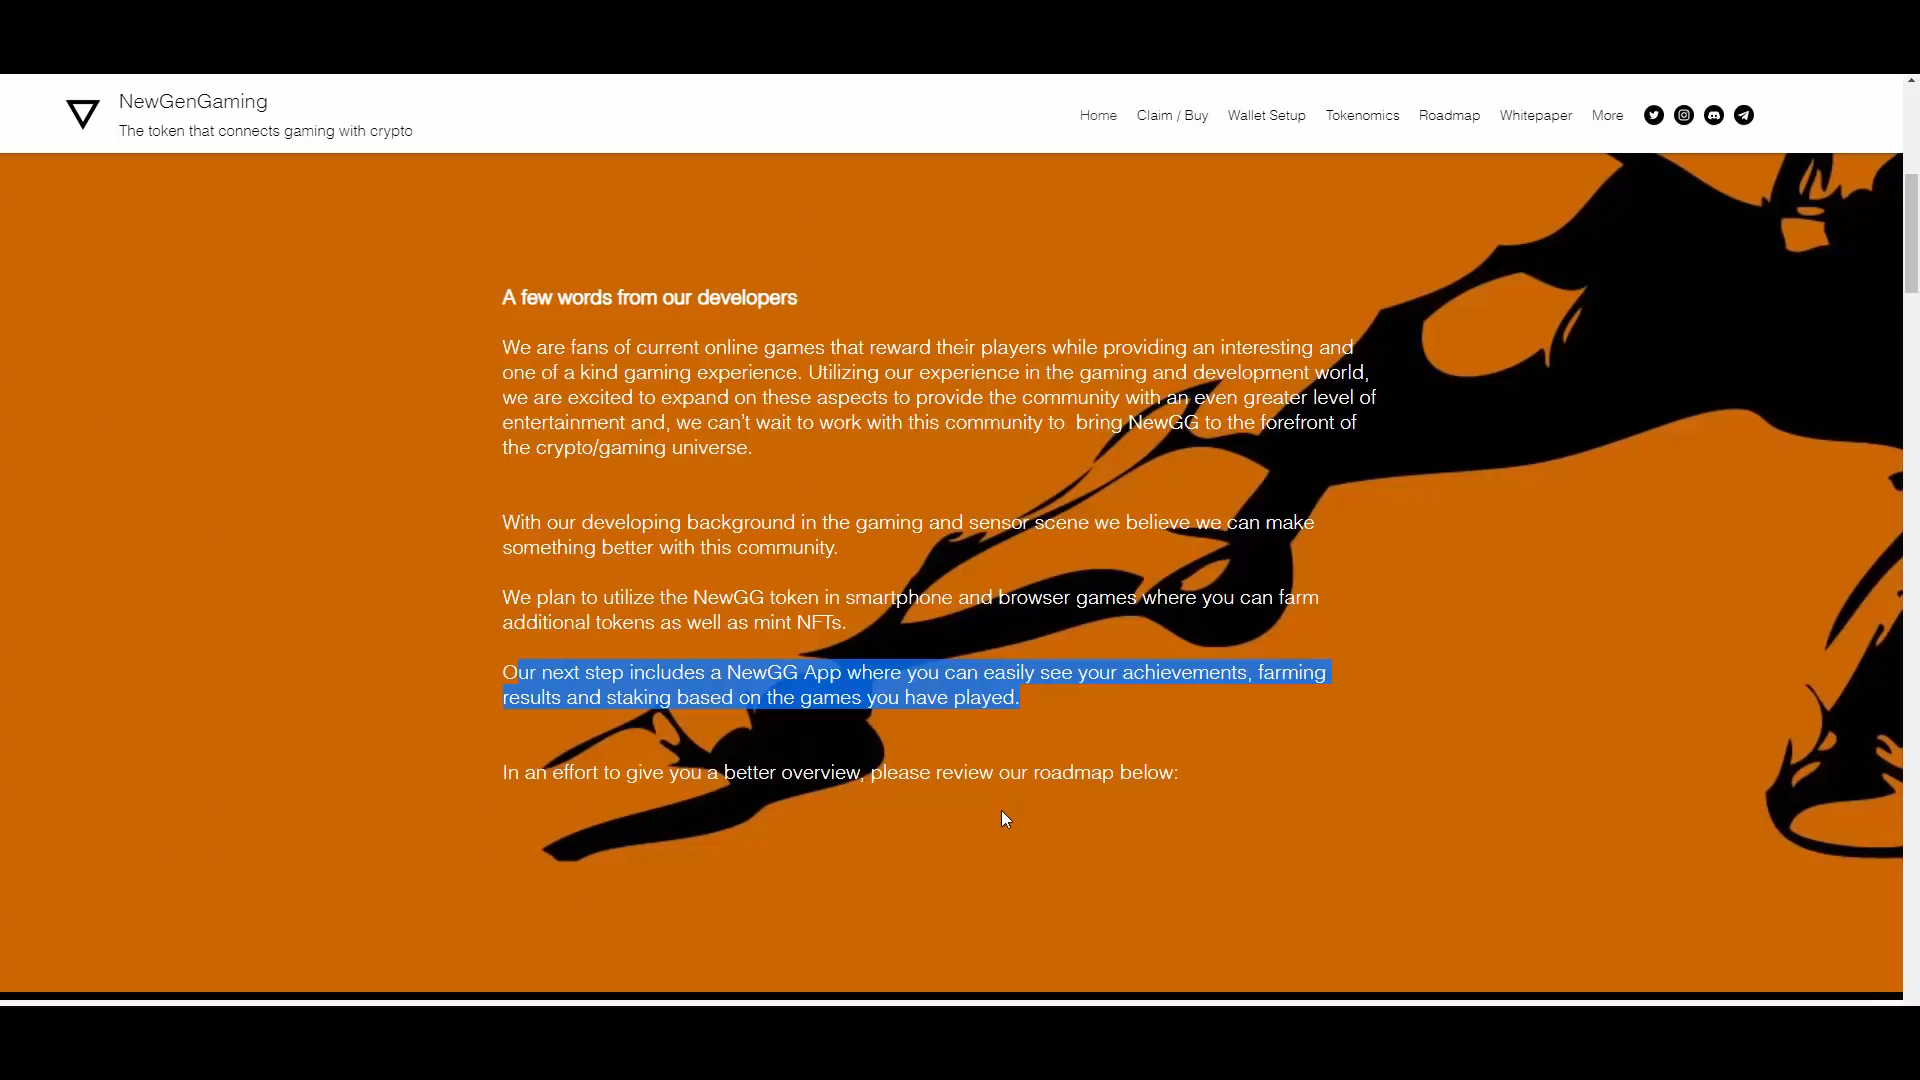 NewGenGaming
The token that connects gaming with crypto
Home Claim / Buy Wallet Setup Tokenomics Roadmap Whitepaper More
A few words from our developers
We are fans of current online games that reward their players while providing an interesting and
one of a kind gaming experience. Utilizing our experience in the gaming and development world,
we are excited to expand on these aspects to provide the community with an even greater level of
entertainment and, we can't wait to work with this community to  bring NewGG to the forefront of
the crypto/gaming universe.
With our developing background in the gaming and sensor scene we believe we can make
something better with this community.
We plan to utilize the NewGG token in smartphone and browser games where you can farm
additional tokens as well as mint NFTs.
Our next step includes a NewGG App where you can easily see your achievements, farming
results and staking based on the games you have played.
In an effort to give you a better overview, please review our roadmap below: